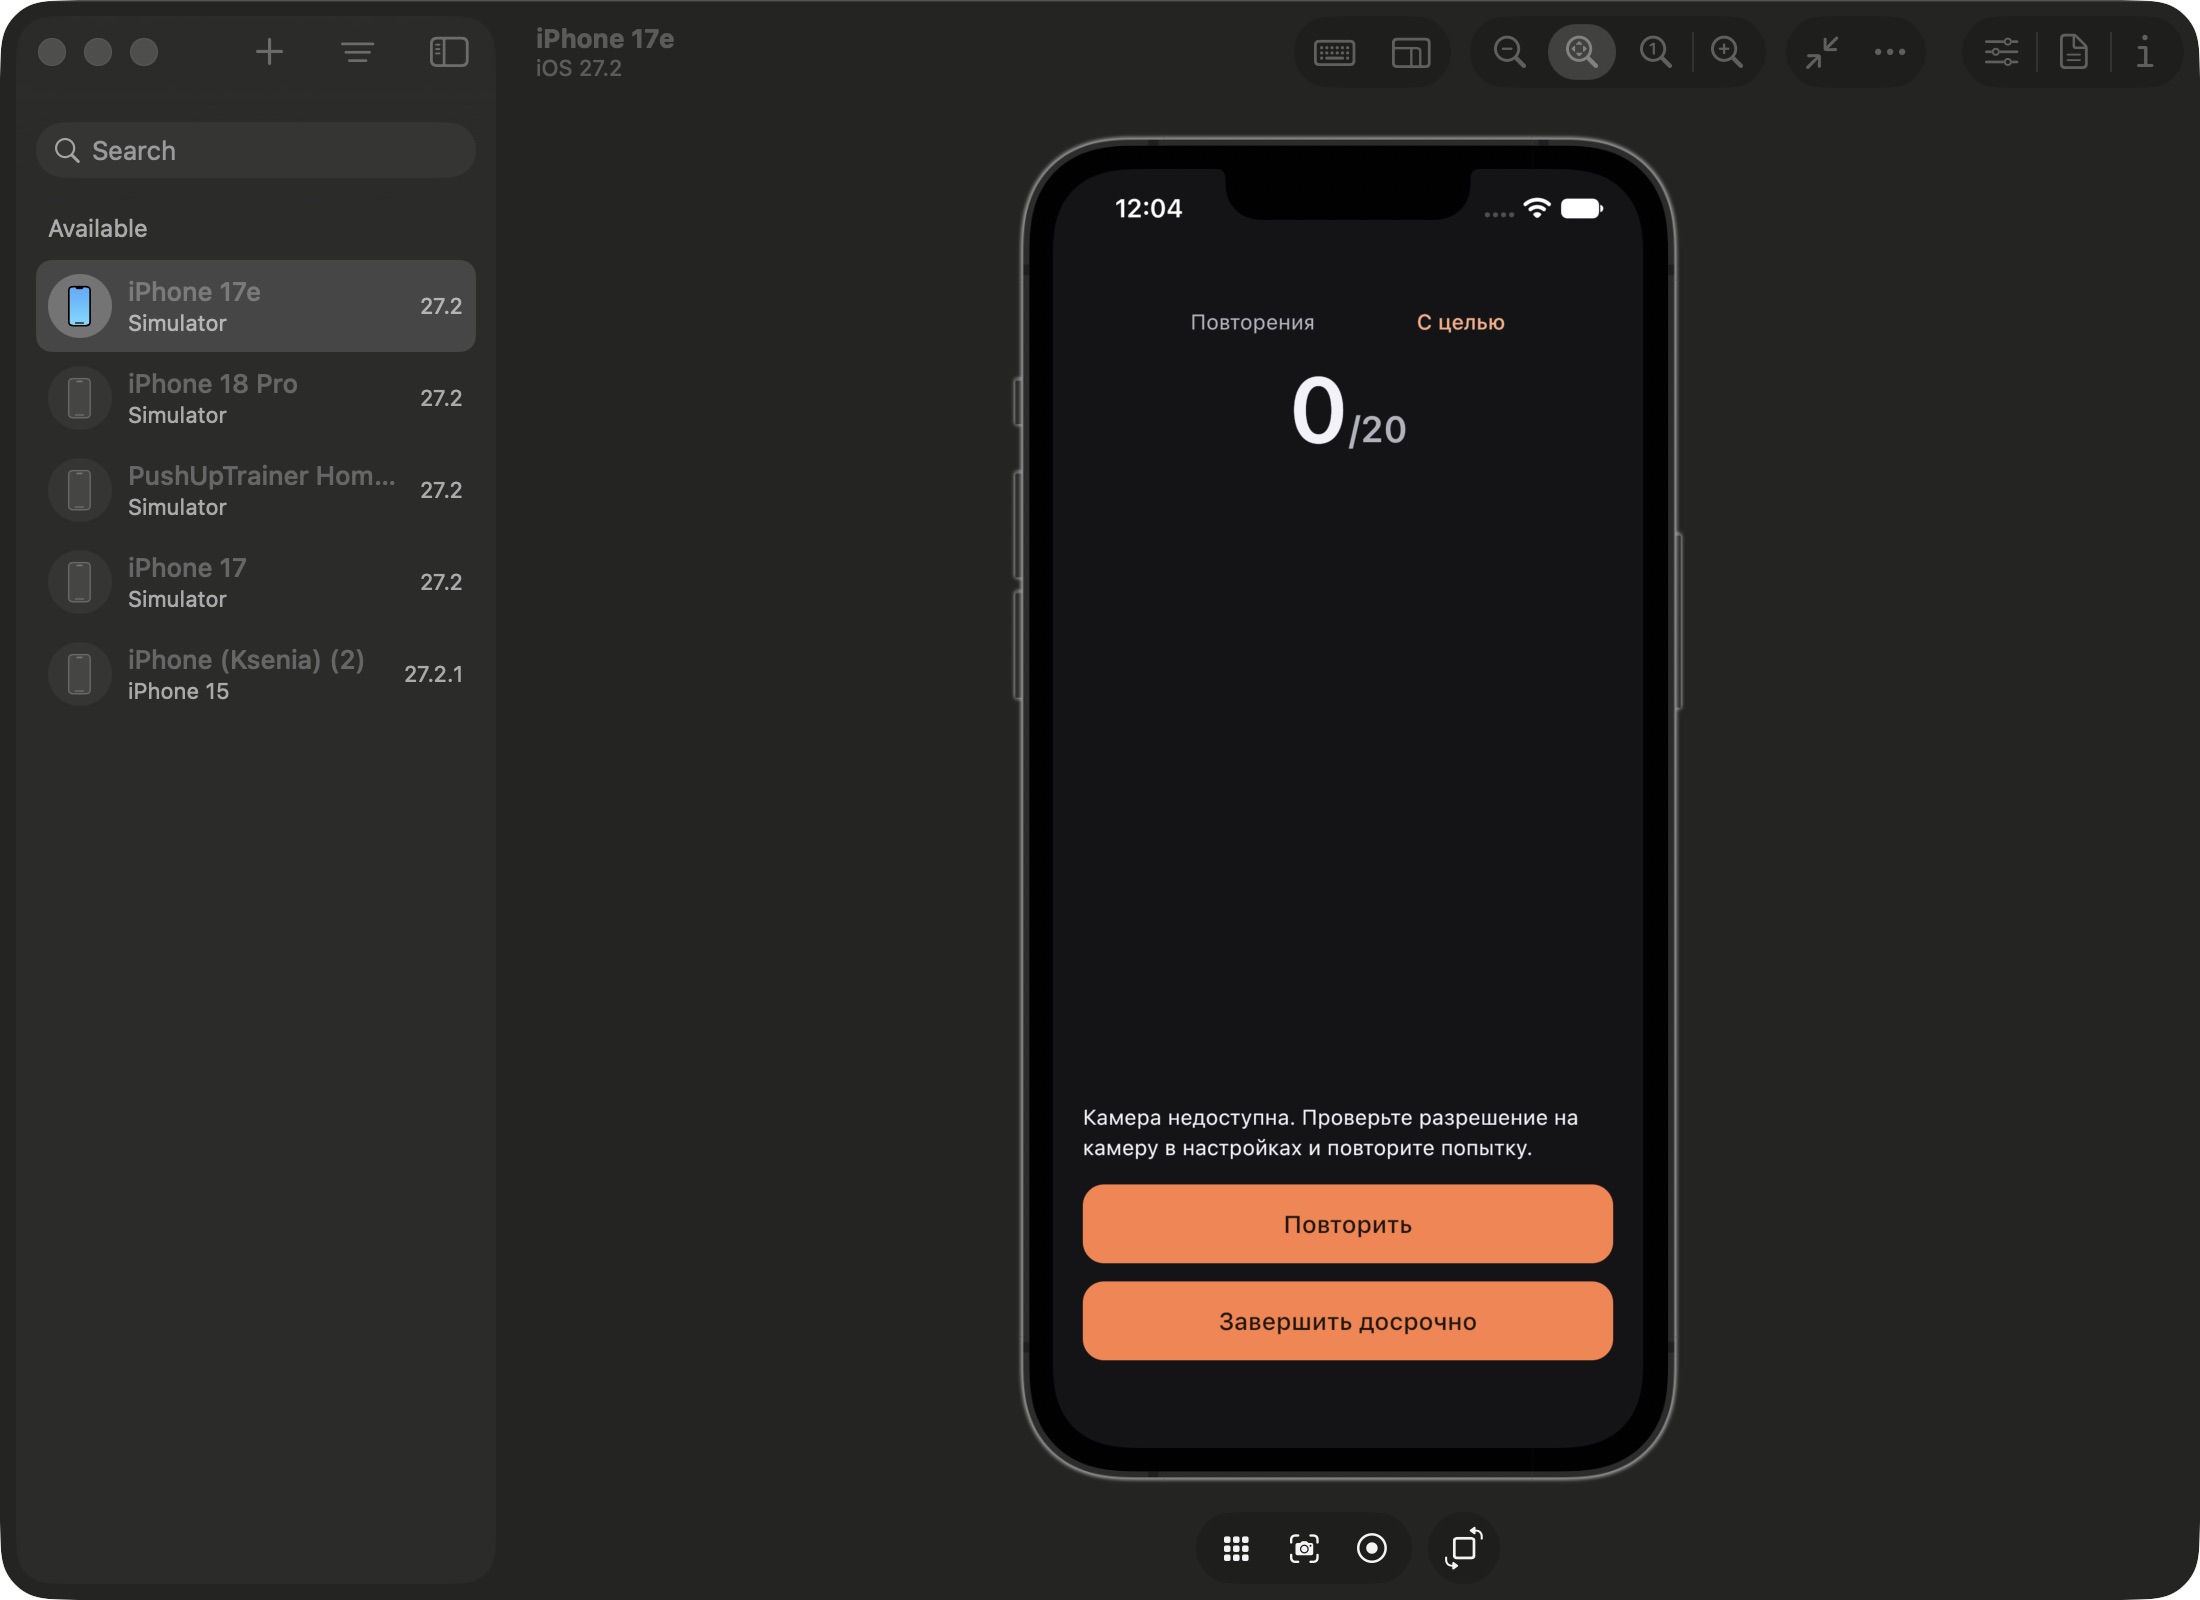 iPhone 17e
iOS 27.2
Search
Available
iPhone 17e
Simulator
27.2
iPhone 18 Pro
Simulator
27.2
PushUpTrainer Hom...
Simulator
27.2
iPhone 17
Simulator
27.2
iPhone (Ksenia) (2)
iPhone 15
27.2.1
12:04
Повторения
С целью
0/20
Камера недоступна. Проверьте разрешение на
камеру в настройках и повторите попытку.
Повторить
Завершить досрочно